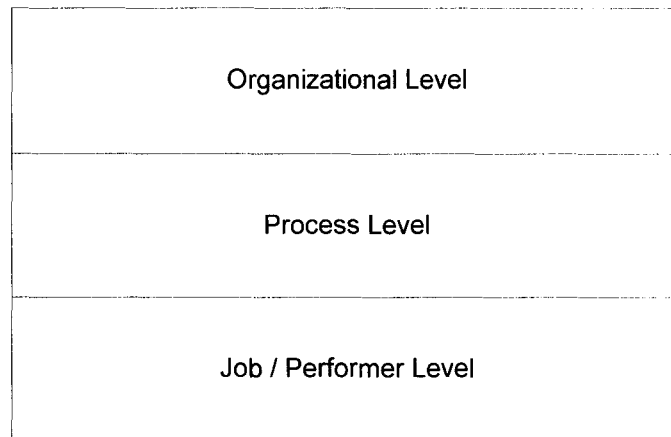 Organizational Level
Process Level
Job / Performer Level